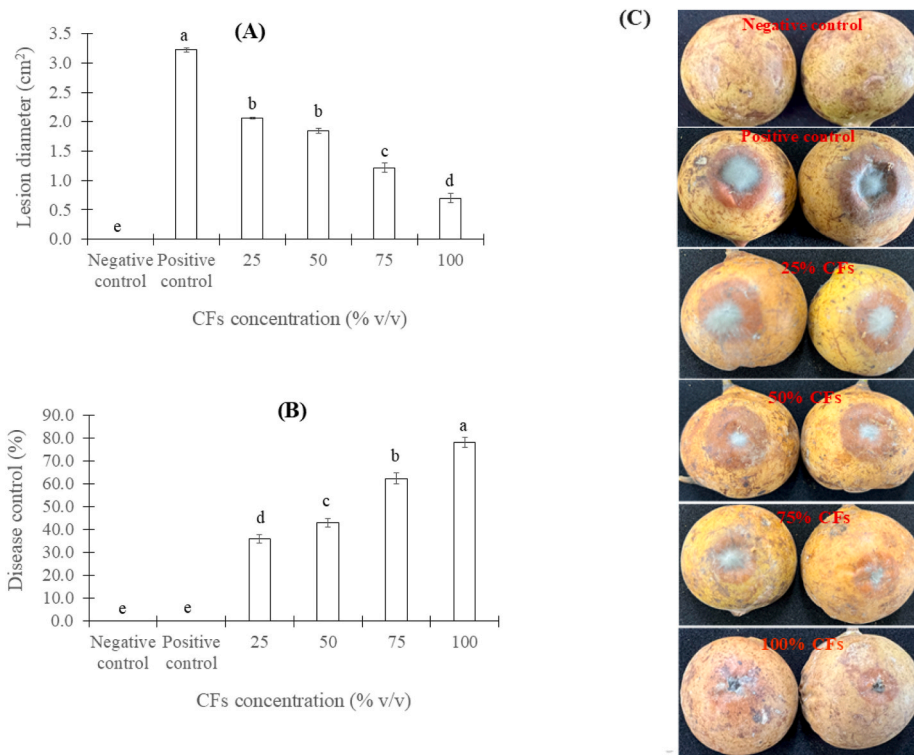 (A)
Lesion diameter (cm²)
3.5
3.0
2.5
2.0
1.5
1.0
0.5
0.0
e
a
b
b
c
d
Negative control
Positive control
25
50
75
100
CFs concentration (% v/v)
(B)
Disease control (%)
90.0
80.0
70.0
60.0
50.0
40.0
30.0
20.0
10.0
0.0
e
e
d
c
b
a
Negative control
Positive control
25
50
75
100
CFs concentration (% v/v)
(C)
Negative control
Positive control
25% CFs
50% CFs
75% CFs
100% CFs